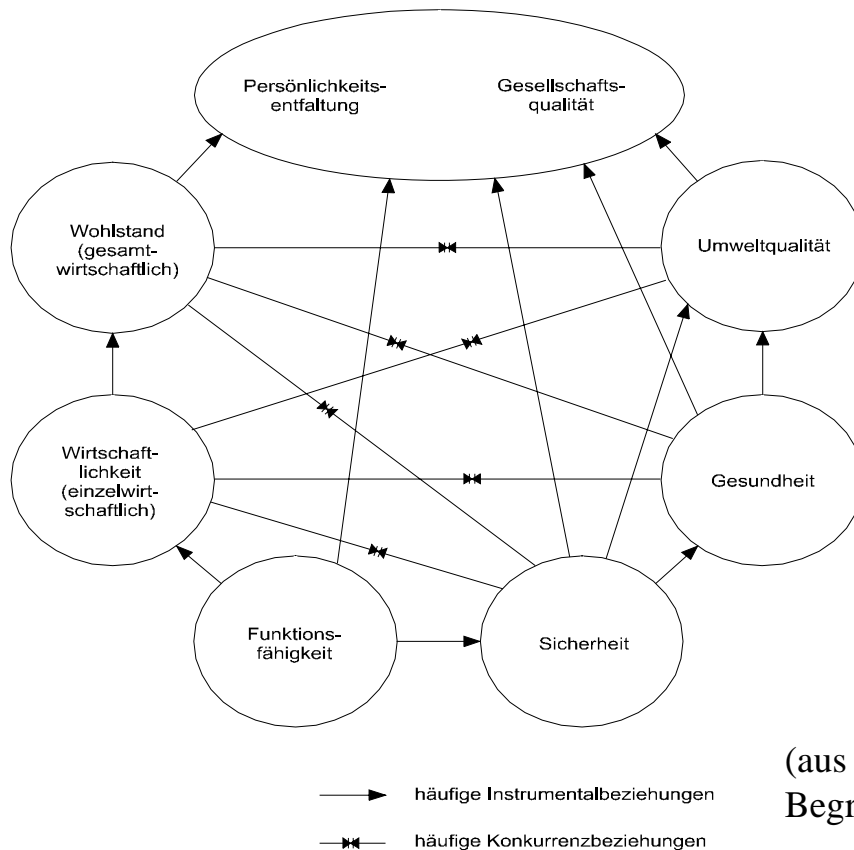 Persönlichkeits-
entfaltung
Gesellschafts-
qualität
Wohlstand
(gesamt-
wirtschaftlich)
Umweltqualität
Wirtschaft-
lichkeit
(einzelwirt-
schaftlich)
Gesundheit
Funktions-
fähigkeit
Sicherheit
(aus
Begr
häufige Instrumentalbeziehungen
häufige Konkurrenzbeziehungen